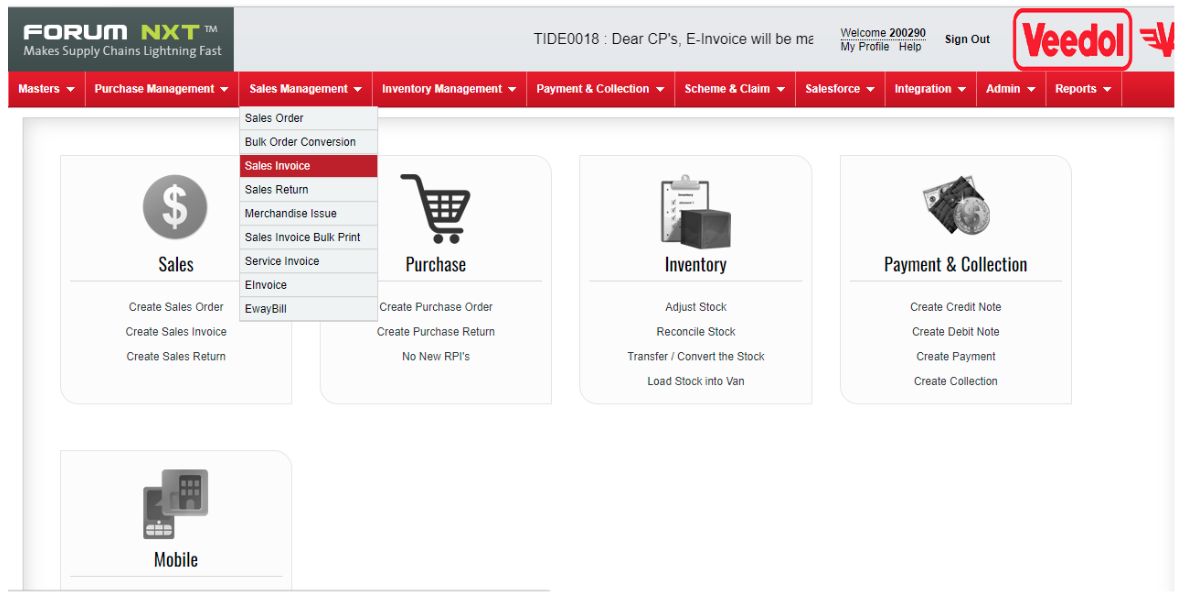 FORUM NXT™
Makes Supply Chains Lightning Fast
TIDE0018 : Dear CP's, E-Invoice will be ma
Welcome 200290
My Profile Help
Sign Out
Veedol
Masters
Purchase Management
Sales Management
Inventory Management
Payment & Collection
Scheme & Claim
Salesforce
Integration
Admin
Reports
Sales Order
Bulk Order Conversion
Sales Invoice
Sales Return
Merchandise Issue
Sales Invoice Bulk Print
Service Invoice
EInvoice
EwayBill
Sales
Create Sales Order
Create Sales Invoice
Create Sales Return
Purchase
Create Purchase Order
Create Purchase Return
No New RPI's
Inventory
Adjust Stock
Reconcile Stock
Transfer / Convert the Stock
Load Stock into Van
Payment & Collection
Create Credit Note
Create Debit Note
Create Payment
Create Collection
Mobile